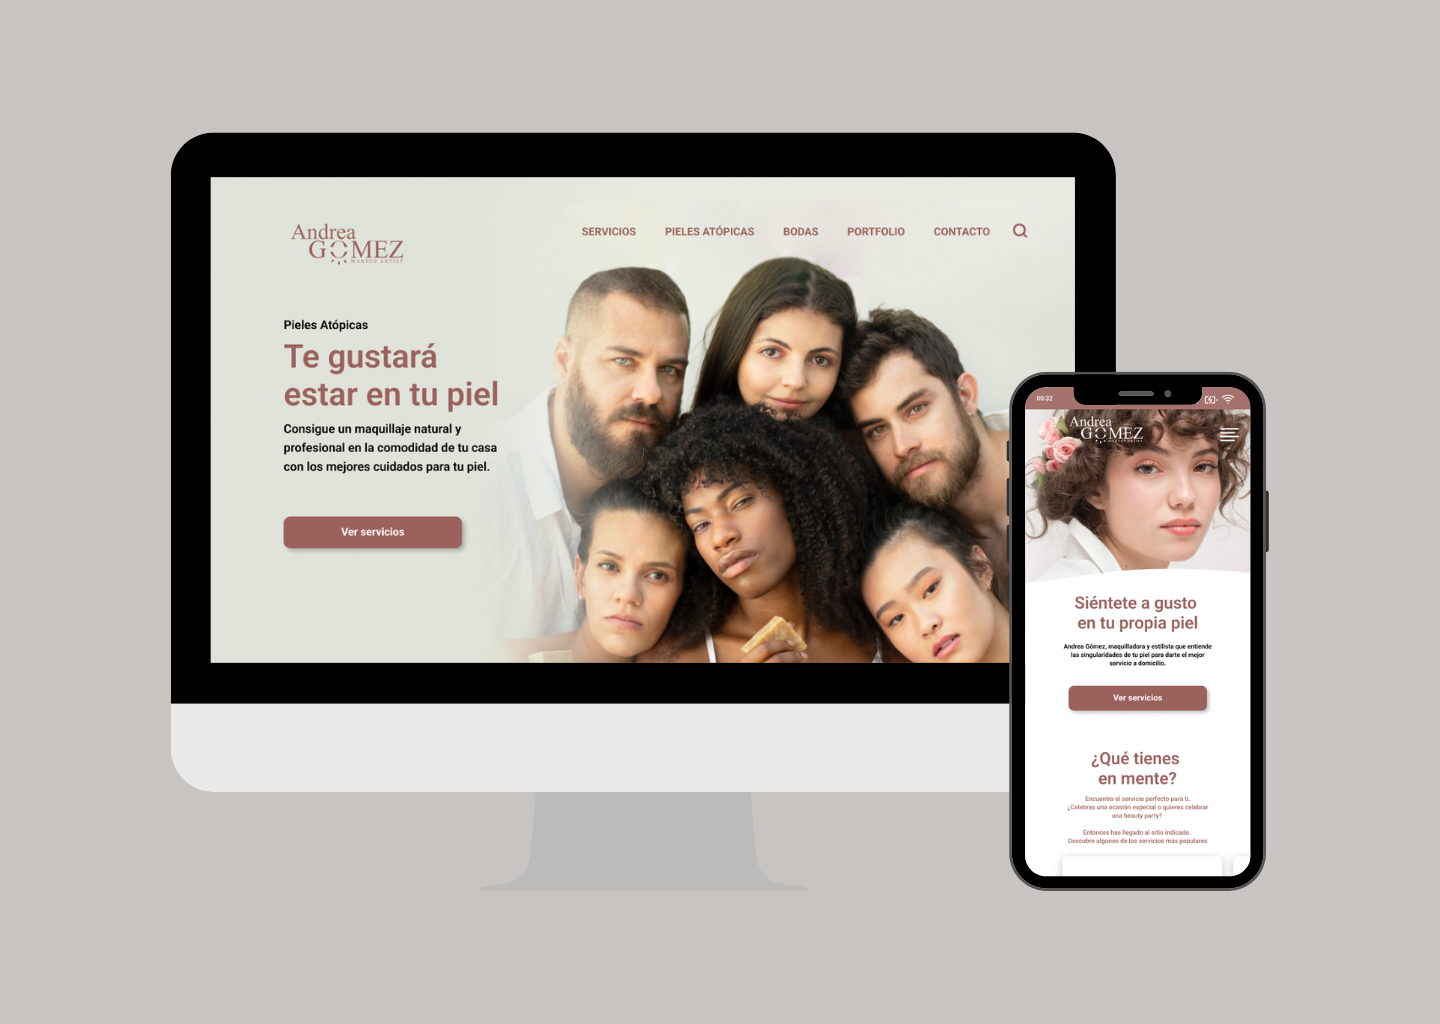 Andrea
GOMEZ
MAKEUP ARTIST
SERVICIOS PIELES ATÓPICAS BODAS PORTFOLIO CONTACTO
Pieles Atópicas
Te gustará
estar en tu piel
Consigue un maquillaje natural y
profesional en la comodidad de tu casa
con los mejores cuidados para tu piel.
Ver servicios
00:32
Andrea
GOMEZ
MAKEUP ARTIST
Siéntete a gusto
en tu propia piel
Andrea Gómez, maquilladora y estilista que entiende
las singularidades de tu piel para darte el mejor
servicio a domicilio.
Ver servicios
¿Qué tienes
en mente?
Encuentra el servicio perfecto para ti.
¿Celebras una ocasión especial o quieres celebrar
una beauty party?
Entonces has llegado al sitio indicado.
Descubre algunos de los servicios más populares